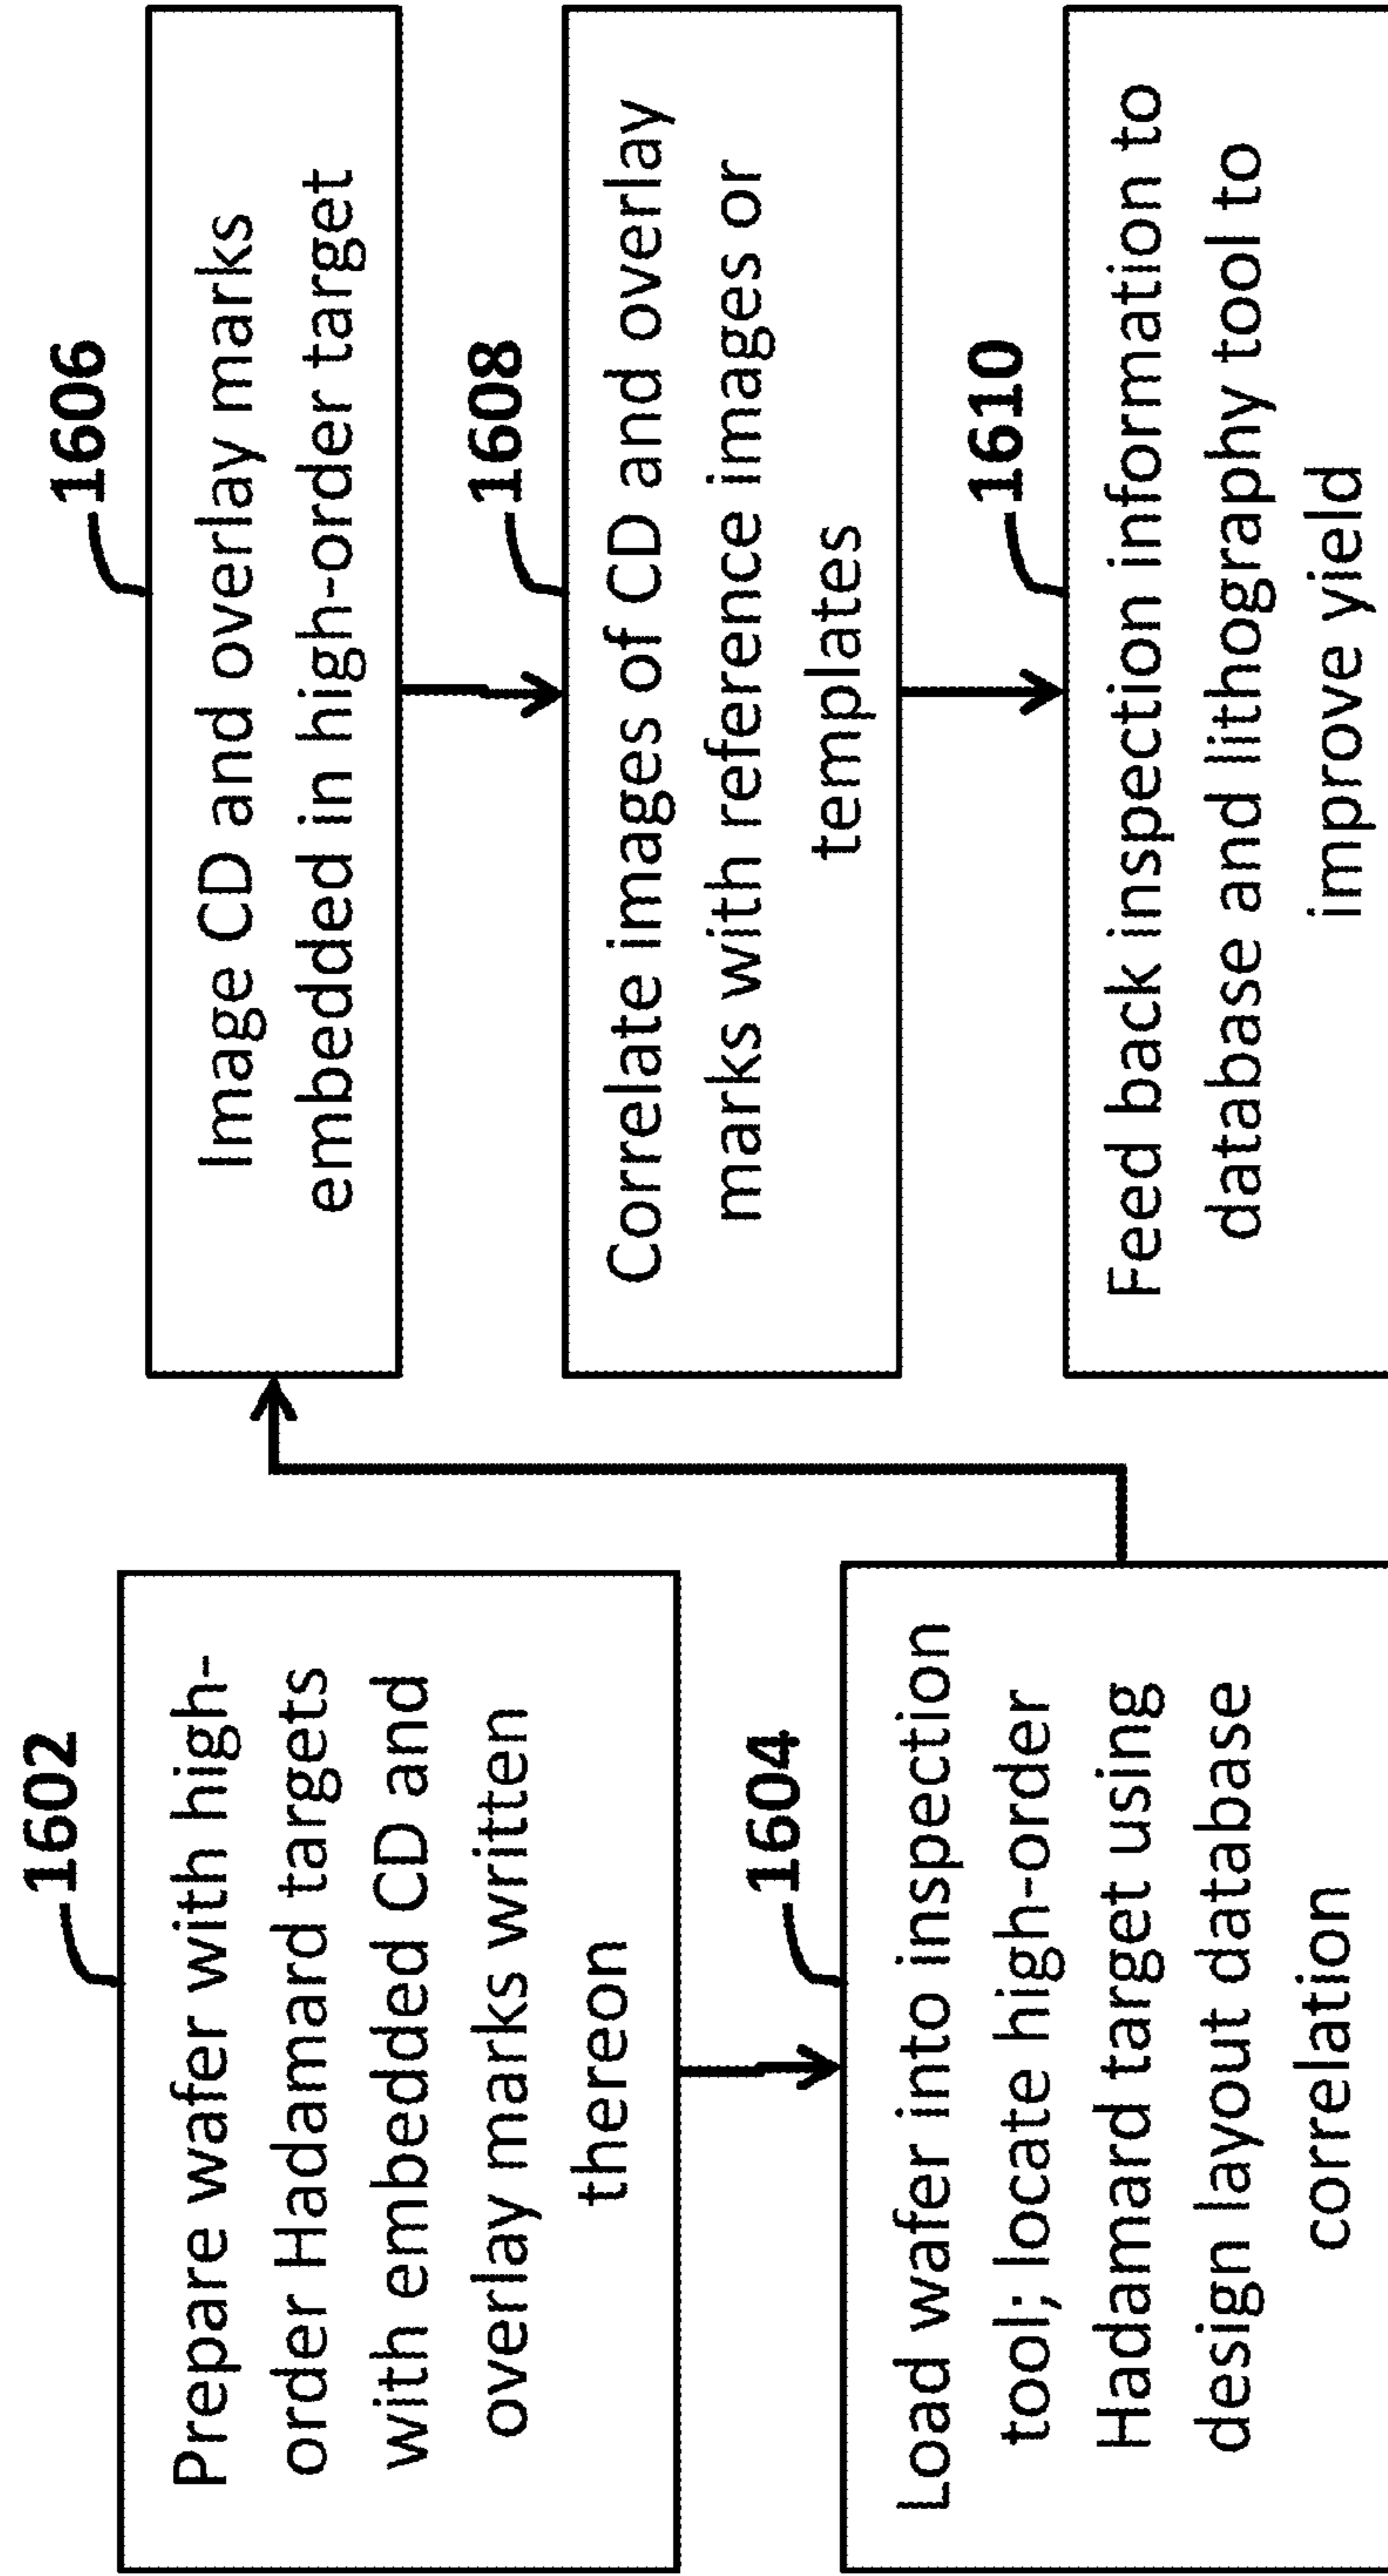 1602
Prepare wafer with high-
order Hadamard targets
with embedded CD and
overlay marks written
thereon
1604
Load wafer into inspection
tool; locate high-order
Hadamard target using
design layout database
correlation
1606
Image CD and overlay marks
embedded in high-order target
1608
Correlate images of CD and overlay
marks with reference images or
templates
1610
Feed back inspection information to
database and lithography tool to
improve yield